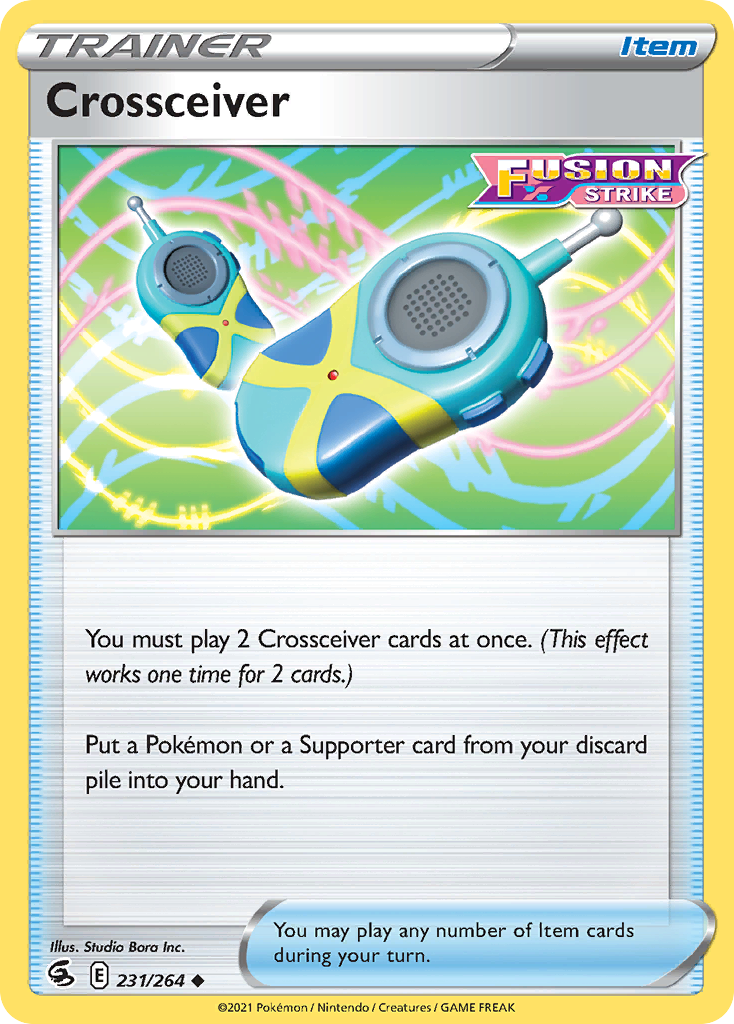 TRAINER
Item
Crossceiver
FUSION
STRIKE
You must play 2 Crossceiver cards at once. (This effect
works one time for 2 cards.)
Put a Pokémon or a Supporter card from your discard
pile into your hand.
Illus. Studio Bora Inc.
You may play any number of Item cards
during your turn.
E 231/264 ◆
©2021 Pokémon / Nintendo / Creatures / GAME FREAK